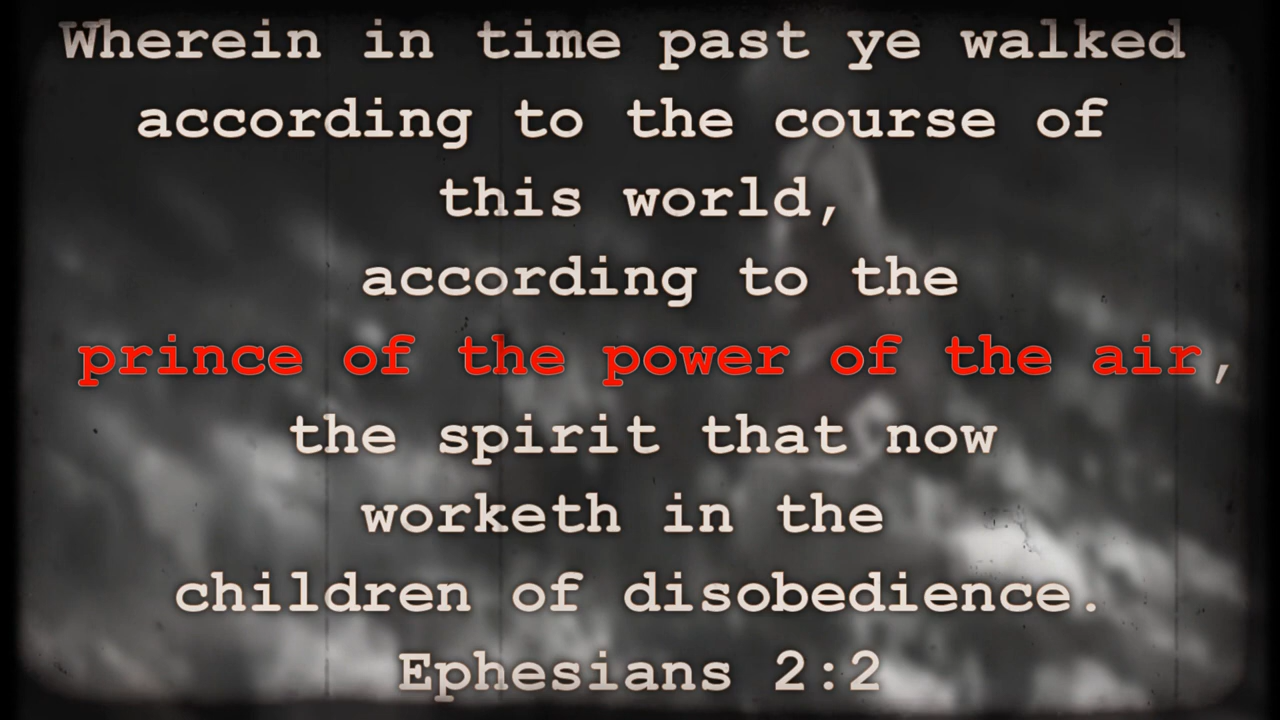 Wherein in time past ye walked
according to the course of
this world,
according to the
prince of the power of the air,
the spirit that now
worketh in the
children of disobedience.
Ephesians 2:2